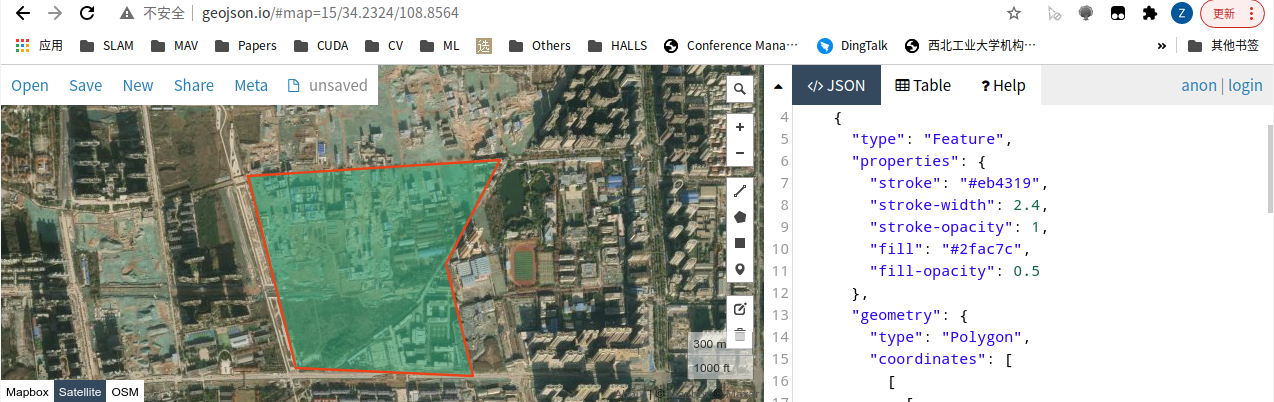 不安全 geojson.io/#map=15/34.2324/108.8564 Z 更新
应用 SLAM MAV Papers CUDA CV ML 选 Others HALLS Conference Mana… DingTalk 西北工业大学机构… » 其他书签
Open Save New Share Meta unsaved </> JSON Table ? Help anon | login
+
−
300 m
1000 ft
Mapbox Satellite OSM
4 {
5 "type": "Feature",
6 "properties": {
7 "stroke": "#eb4319",
8 "stroke-width": 2.4,
9 "stroke-opacity": 1,
10 "fill": "#2fac7c",
11 "fill-opacity": 0.5
12 },
13 "geometry": {
14 "type": "Polygon",
15 "coordinates": [
16 [
17 [